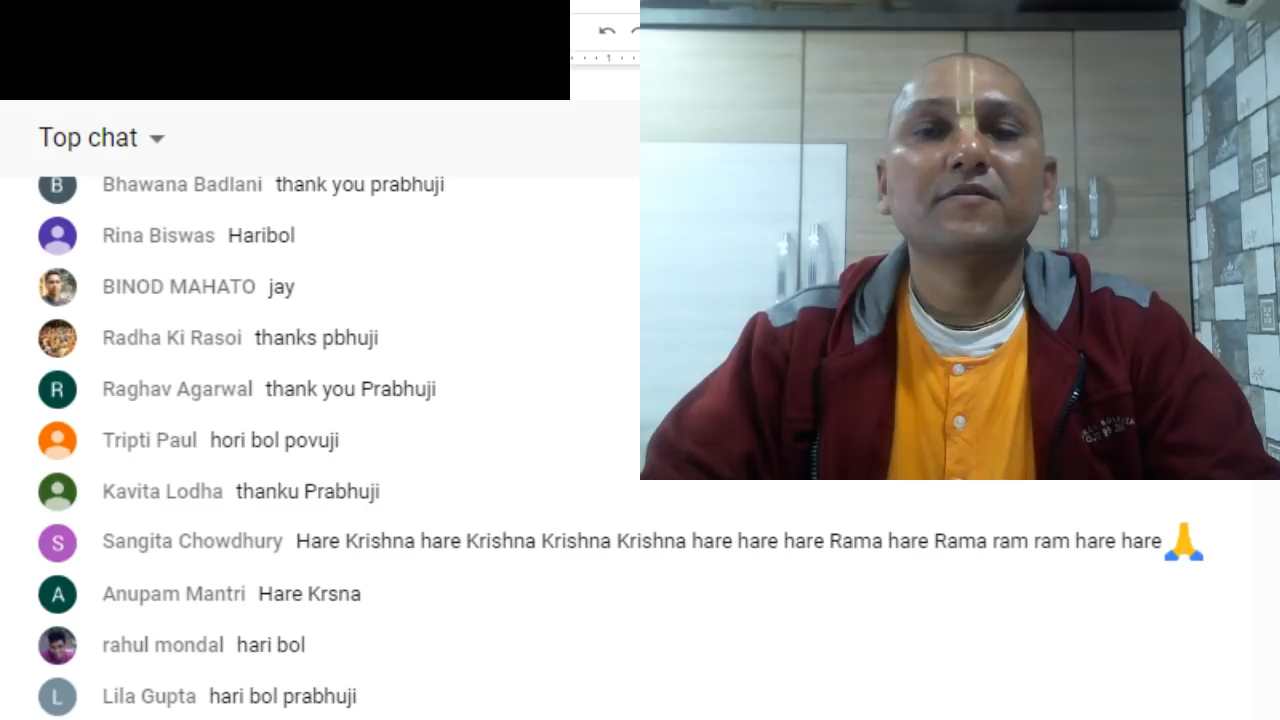 1
Top chat
B Bhawana Badlani thank you prabhuji
Rina Biswas Haribol
BINOD MAHATO jay
Radha Ki Rasoi thanks pbhuji
R Raghav Agarwal thank you Prabhuji
Tripti Paul hori bol povuji
Kavita Lodha thanku Prabhuji
S Sangita Chowdhury Hare Krishna hare Krishna Krishna Krishna hare hare hare Rama hare Rama ram ram hare hare🙏
A Anupam Mantri Hare Krsna
rahul mondal hari bol
L Lila Gupta hari bol prabhuji